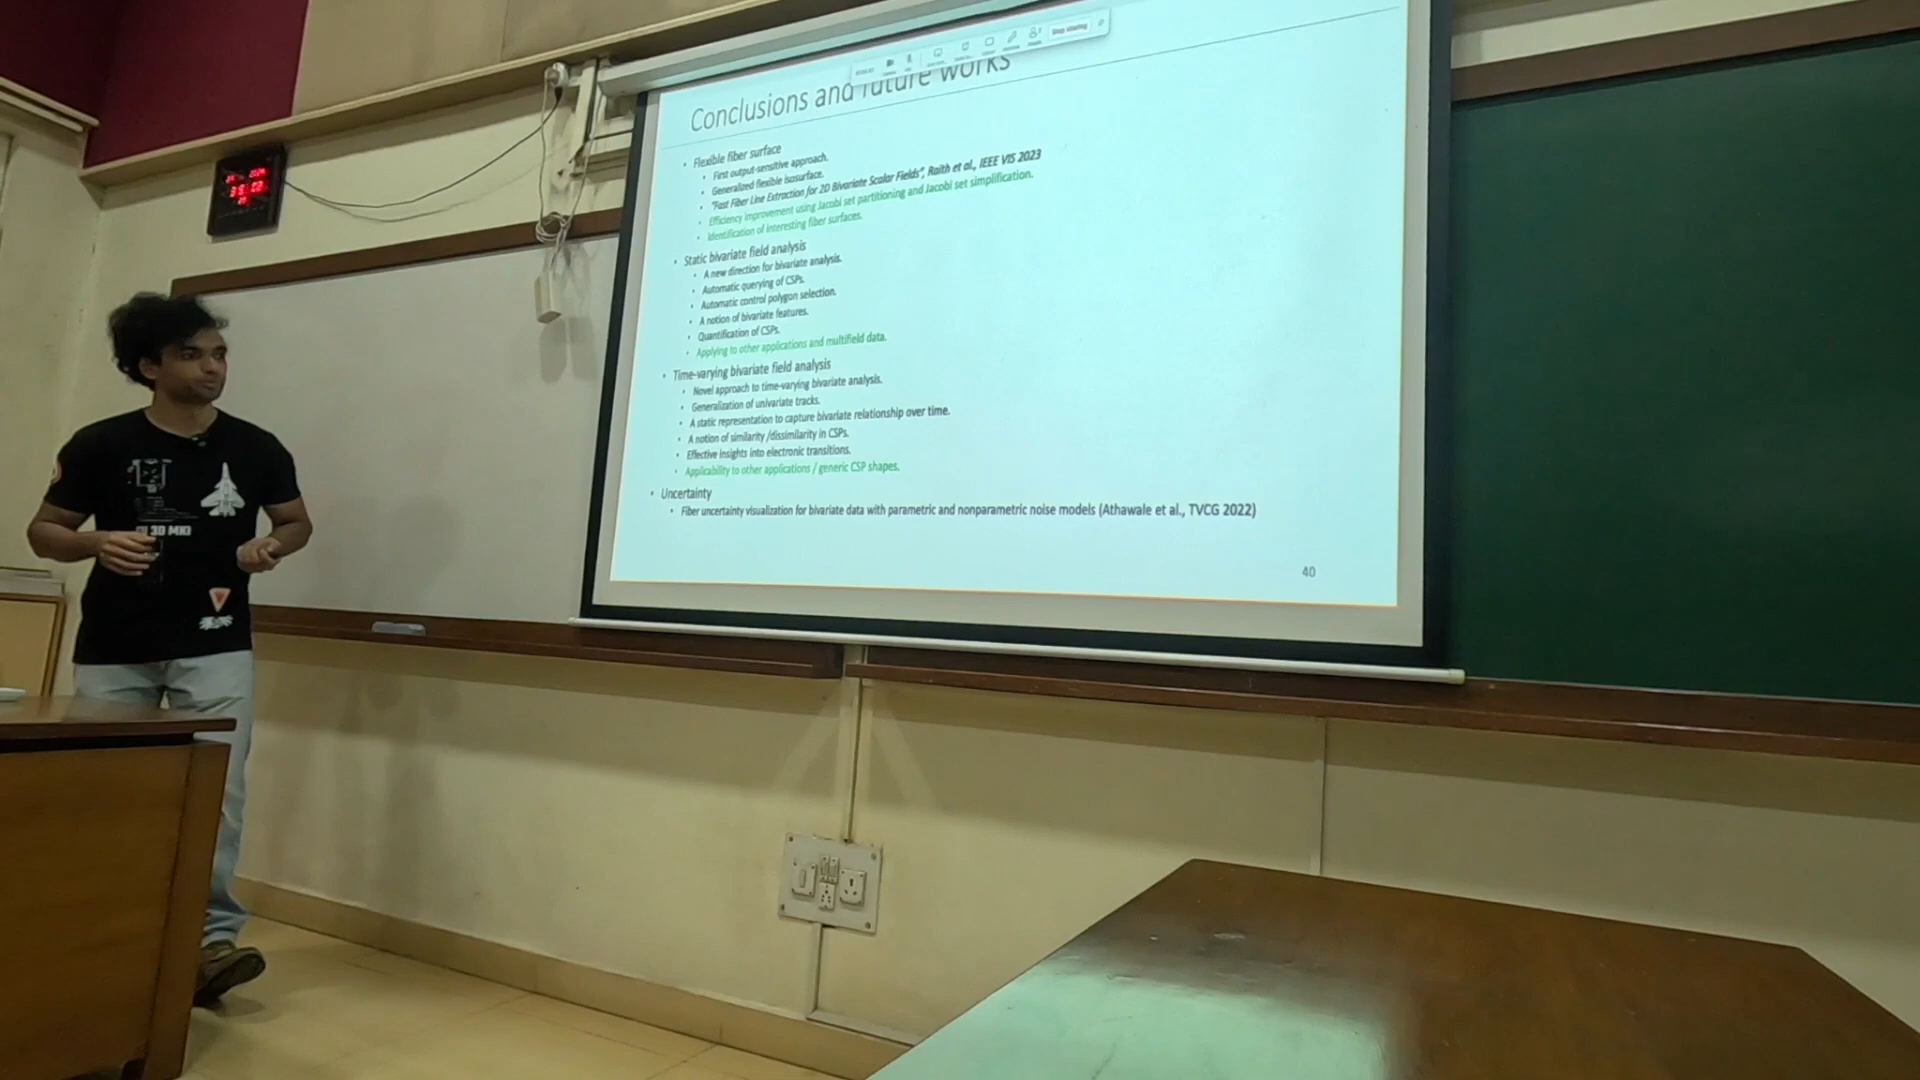 Stop sharing
Conclusions and future works
• Flexible fiber surface
• First output-sensitive approach.
• Generalized flexible isosurface.
• "Fast Fiber Line Extraction for 2D Bivariate Scalar Fields", Raith et al., IEEE VIS 2023
• Efficiency improvement using Jacobi set partitioning and Jacobi set simplification.
• Identification of interesting fiber surfaces.
• Static bivariate field analysis
• A new direction for bivariate analysis.
• Automatic querying of CSPs.
• Automatic control polygon selection.
• A notion of bivariate features.
• Quantification of CSPs.
• Applying to other applications and multifield data.
• Time-varying bivariate field analysis
• Novel approach to time-varying bivariate analysis.
• Generalization of univariate tracks.
• A static representation to capture bivariate relationship over time.
• A notion of similarity /dissimilarity in CSPs.
• Effective insights into electronic transitions.
• Applicability to other applications / generic CSP shapes.
• Uncertainty
• Fiber uncertainty visualization for bivariate data with parametric and nonparametric noise models (Athawale et al., TVCG 2022)
40
30 MKI